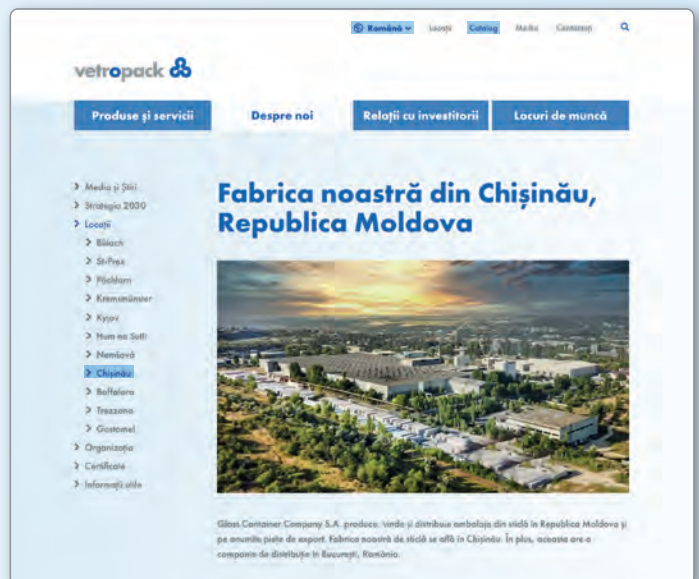 Română Locații Catalog Media Contactați
vetropack
Produse și servicii Despre noi Relații cu investitorii Locuri de muncă
Media și Știri
Strategia 2030
Locații
Bülach
St-Prex
Pöchlarn
Kremsmünster
Kyjov
Hum na Sutli
Nemšová
Chișinău
Boffalora
Trezzano
Gostomel
Organizația
Certificate
Informații utile
Fabrica noastră din Chișinău,
Republica Moldova
Glass Container Company S.A. produce, vinde și distribuie ambalaje din sticlă în Republica Moldova și
pe anumite piețe de export. Fabrica noastră de sticlă se află în Chișinău. În plus, aceasta are o
companie de distribuție în București, România.